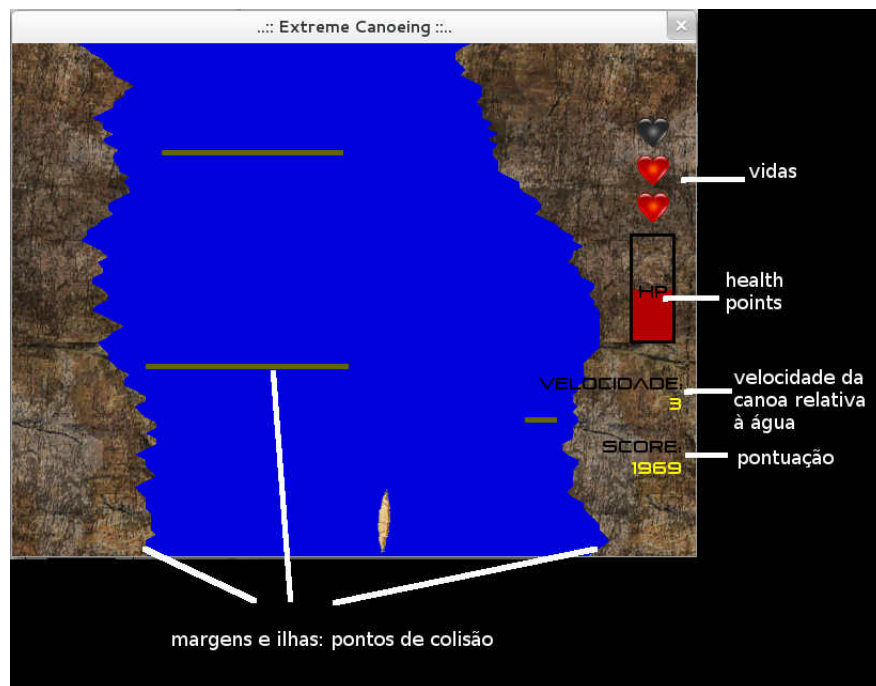 ..:: Extreme Canoeing ::..
vidas
HP
health
points
VELOCIDADE:
3
velocidade da
canoa relativa
à água
SCORE:
1969
pontuação
margens e ilhas: pontos de colisão